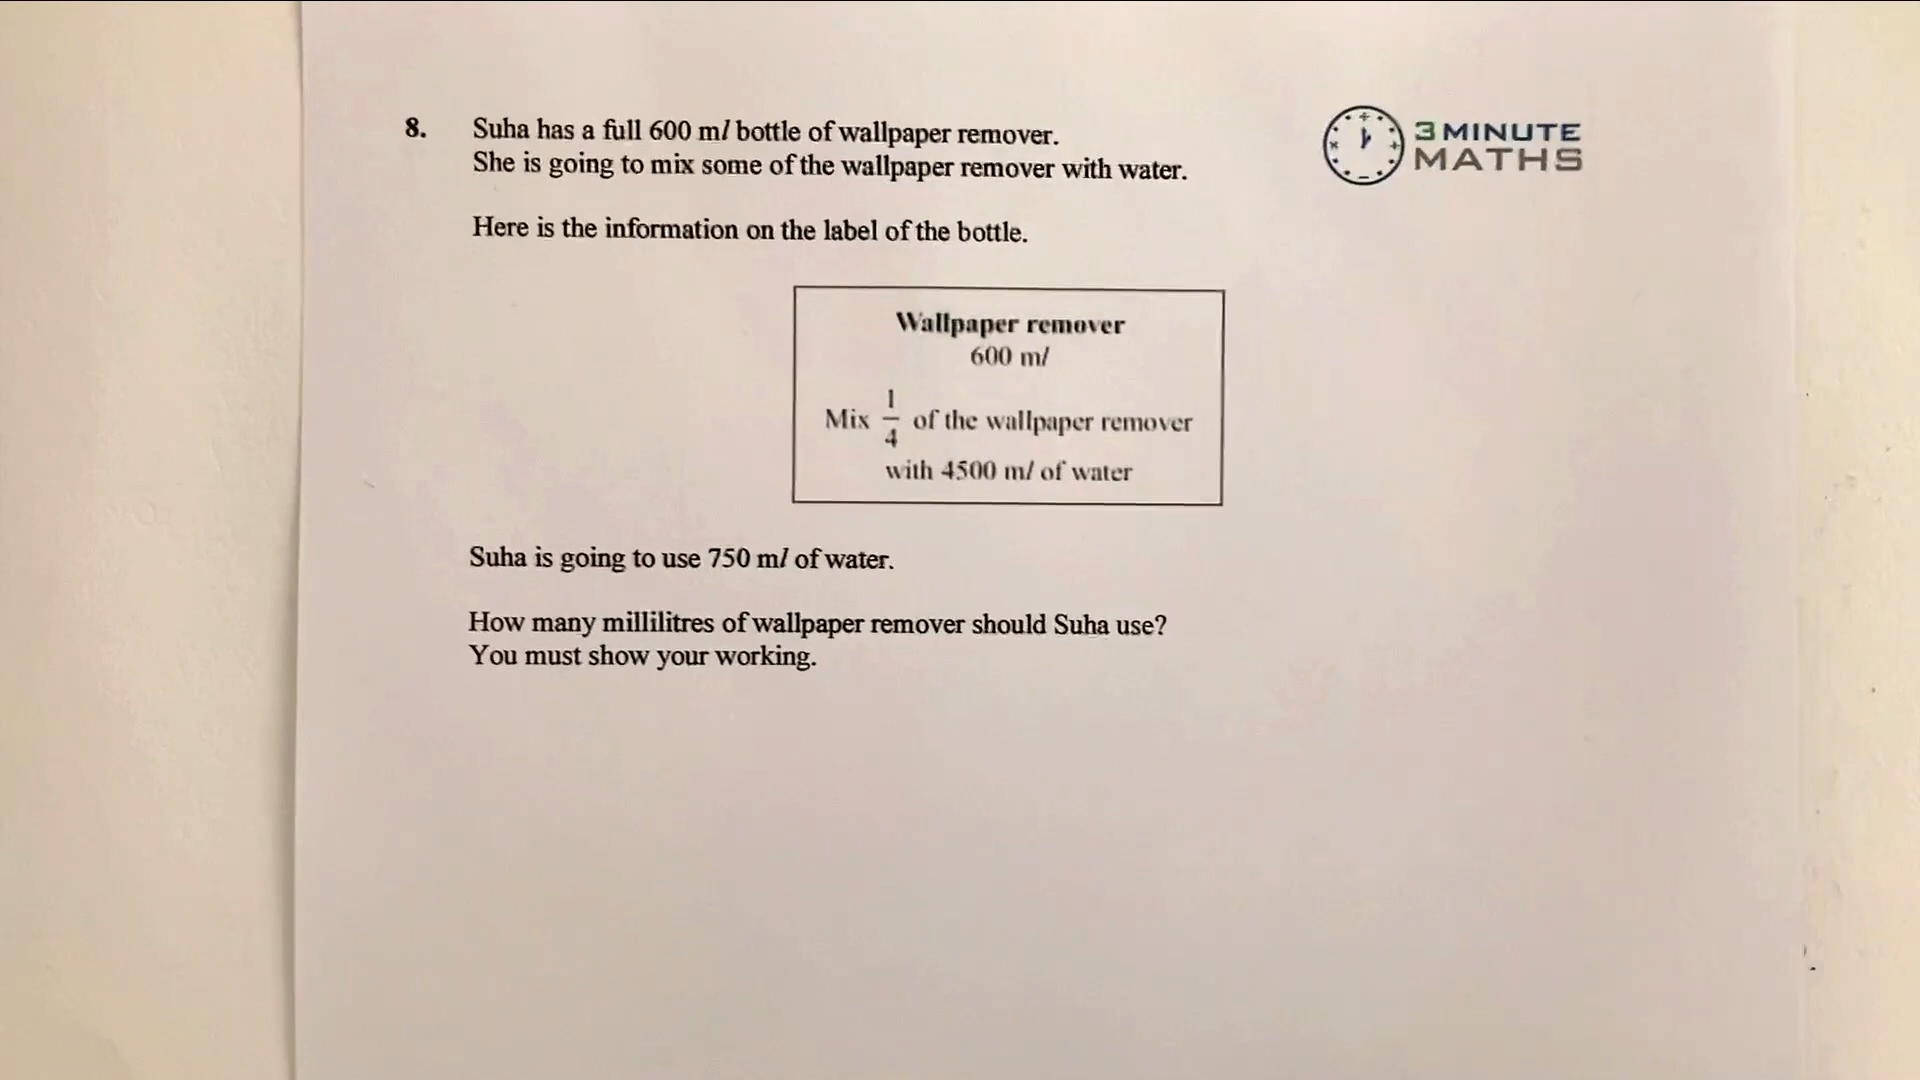 8. Suha has a full 600 ml bottle of wallpaper remover.
She is going to mix some of the wallpaper remover with water.
3 MINUTE
MATHS
Here is the information on the label of the bottle.
Wallpaper remover
600 ml
Mix 1/4 of the wallpaper remover
with 4500 ml of water
Suha is going to use 750 ml of water.
How many millilitres of wallpaper remover should Suha use?
You must show your working.